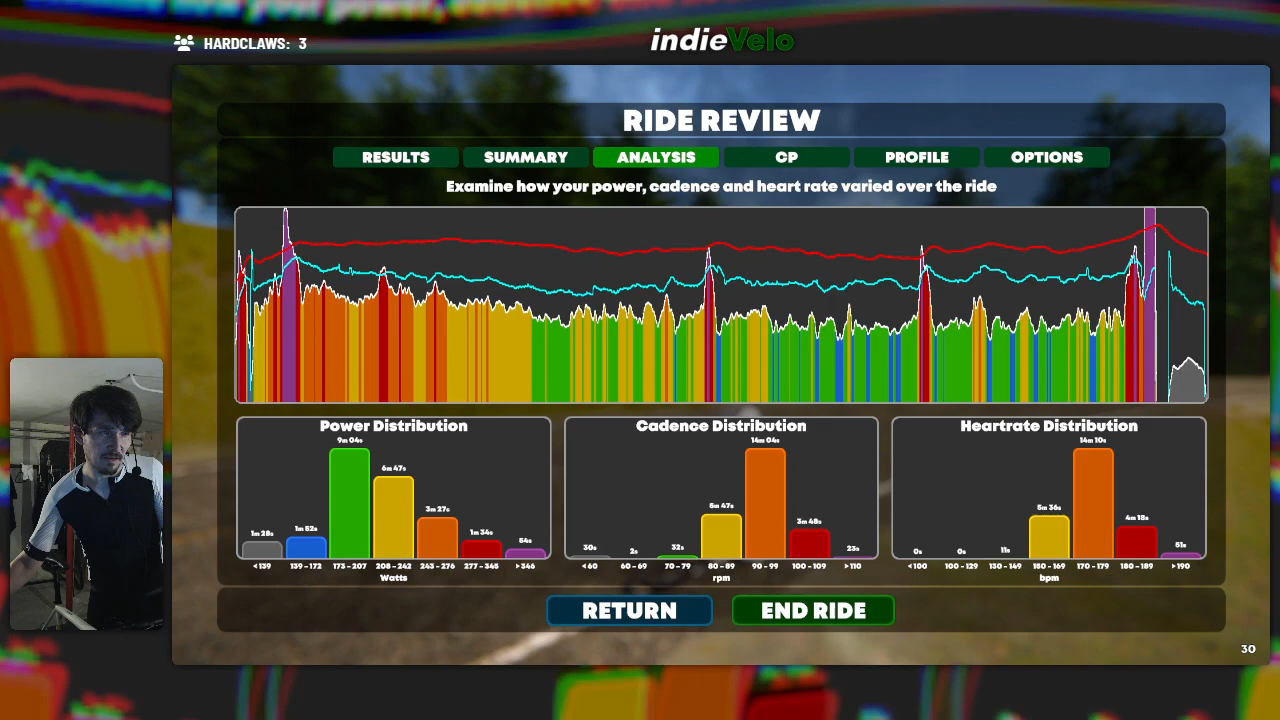 HARDCLAWS: 3
indieVelo
RIDE REVIEW
RESULTS SUMMARY ANALYSIS CP PROFILE OPTIONS
Examine how your power, cadence and heart rate varied over the ride
Power Distribution
1m 28s 1m 52s 9m 04s 6m 47s 3m 27s 1m 34s 54s
<139 139 - 172 173 - 207 208 - 242 243 - 276 277 - 345 >346
Watts
Cadence Distribution
30s 2s 32s 5m 47s 14m 04s 3m 48s 23s
<60 60 - 69 70 - 79 80 - 89 90 - 99 100 - 109 >110
rpm
Heartrate Distribution
0s 0s 11s 5m 36s 14m 10s 4m 18s 51s
<100 100 - 129 130 - 149 150 - 169 170 - 179 180 - 189 >190
bpm
RETURN END RIDE
30